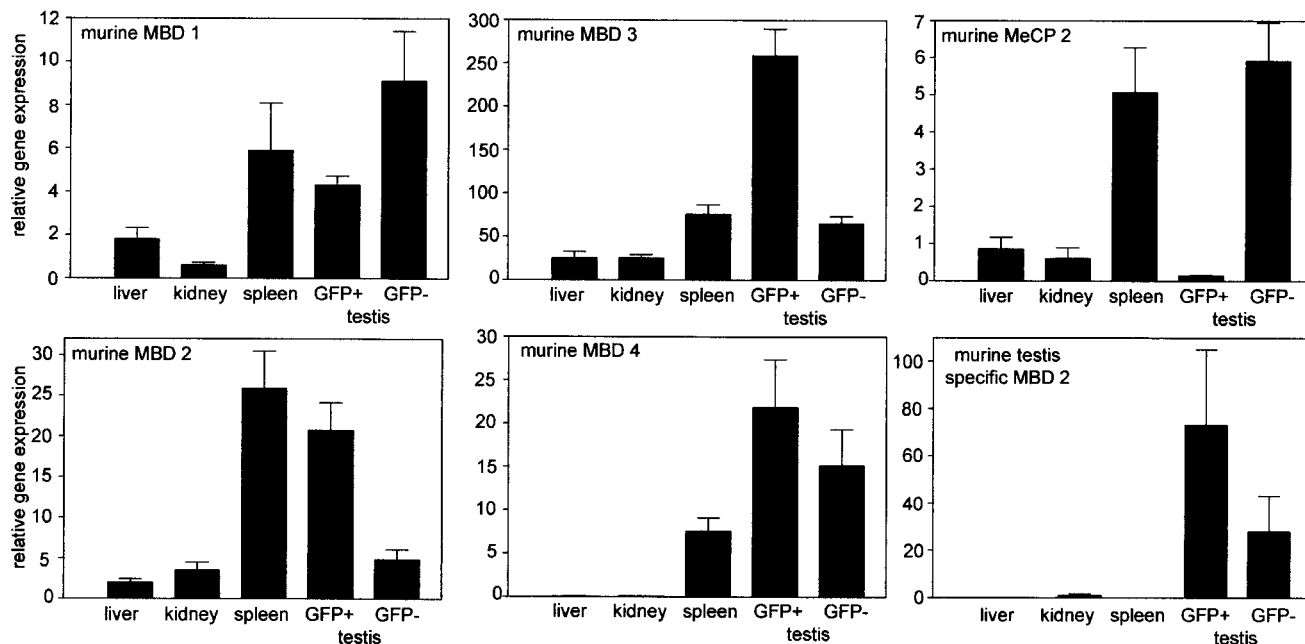 murine MBD 1
relative gene expression
12
10
8
6
4
2
0
liver kidney spleen GFP+ GFP-
testis
murine MBD 3
300
250
200
150
100
50
0
liver kidney spleen GFP+ GFP-
testis
murine MeCP 2
7
6
5
4
3
2
1
0
liver kidney spleen GFP+ GFP-
testis
murine MBD 2
relative gene expression
30
25
20
15
10
5
0
liver kidney spleen GFP+ GFP-
testis
murine MBD 4
30
25
20
15
10
5
0
liver kidney spleen GFP+ GFP-
testis
murine testis
specific MBD 2
100
80
60
40
20
0
liver kidney spleen GFP+ GFP-
testis